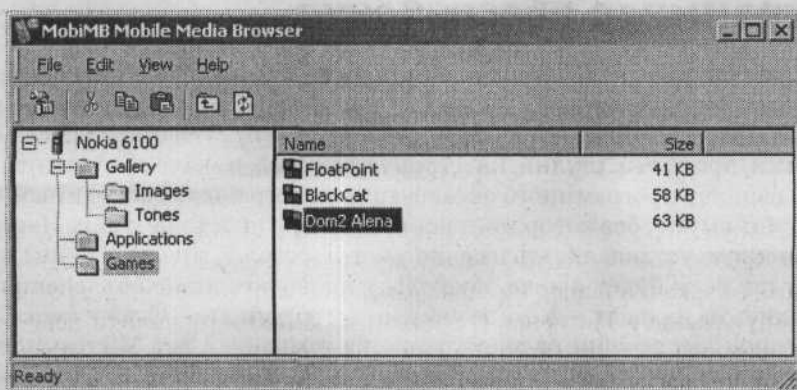 MobiMB Mobile Media Browser
File Edit View Help
Nokia 6100
Gallery
Images
Tones
Applications
Games
Name Size
FloatPoint 41 KB
BlackCat 58 KB
Dom2 Alena 63 KB
Ready